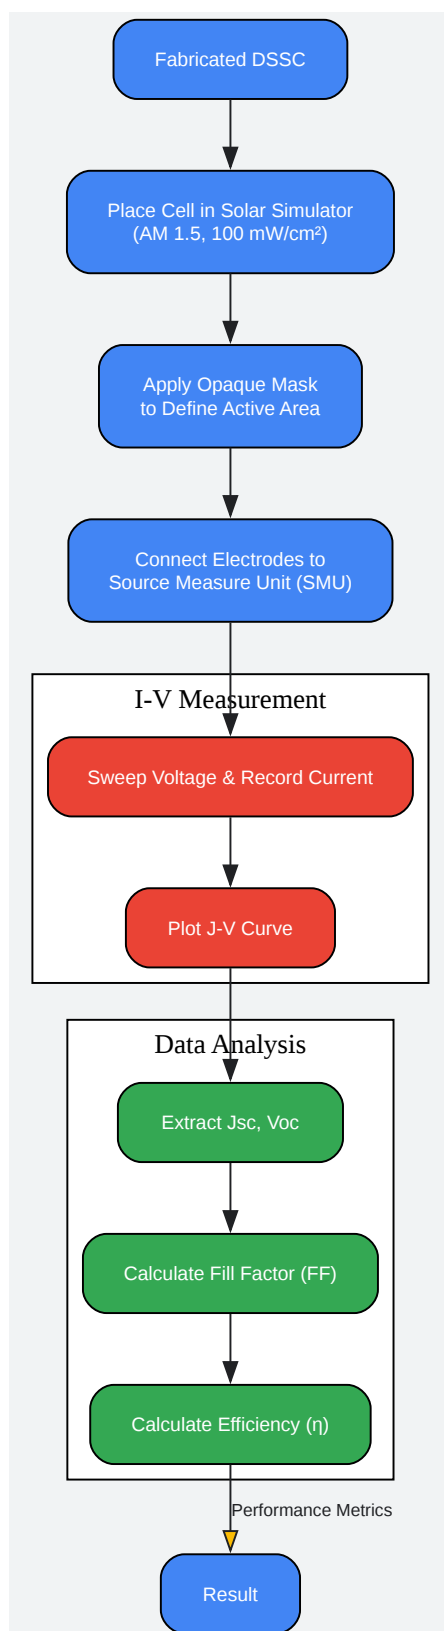 Fabricated DSSC
Place Cell in Solar Simulator
(AM 1.5, 100 mW/cm²)
Apply Opaque Mask
to Define Active Area
Connect Electrodes to
Source Measure Unit (SMU)
I-V Measurement
Sweep Voltage & Record Current
Plot J-V Curve
Data Analysis
Extract Jsc, Voc
Calculate Fill Factor (FF)
Calculate Efficiency (η)
Performance Metrics
Result